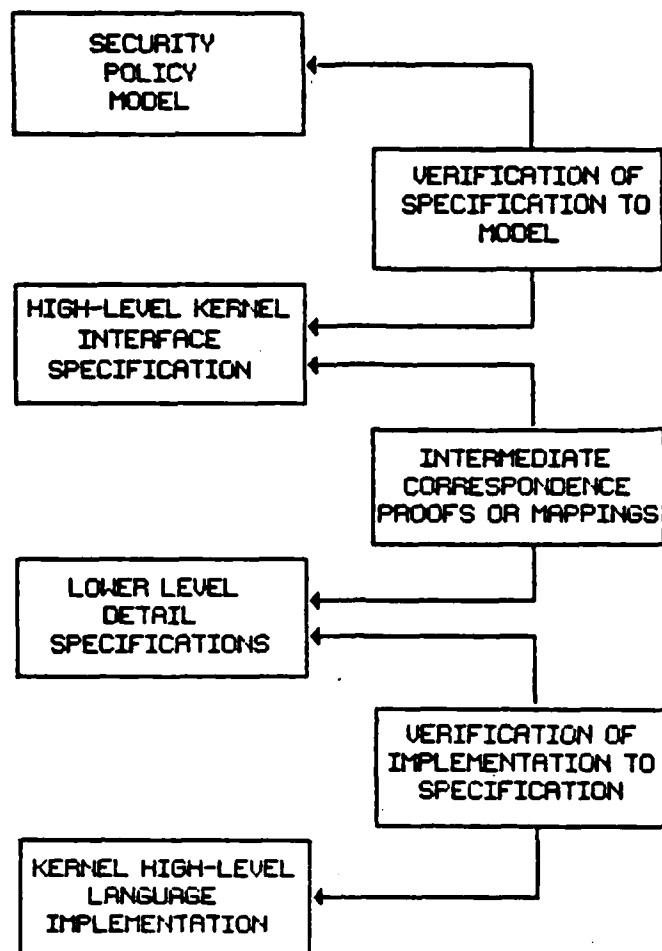 SECURITY
POLICY
MODEL
VERIFICATION OF
SPECIFICATION TO
MODEL
HIGH-LEVEL KERNEL
INTERFACE
SPECIFICATION
INTERMEDIATE
CORRESPONDENCE
PROOFS OR MAPPINGS
LOWER LEVEL
DETAIL
SPECIFICATIONS
VERIFICATION OF
IMPLEMENTATION TO
SPECIFICATION
KERNEL HIGH-LEVEL
LANGUAGE
IMPLEMENTATION